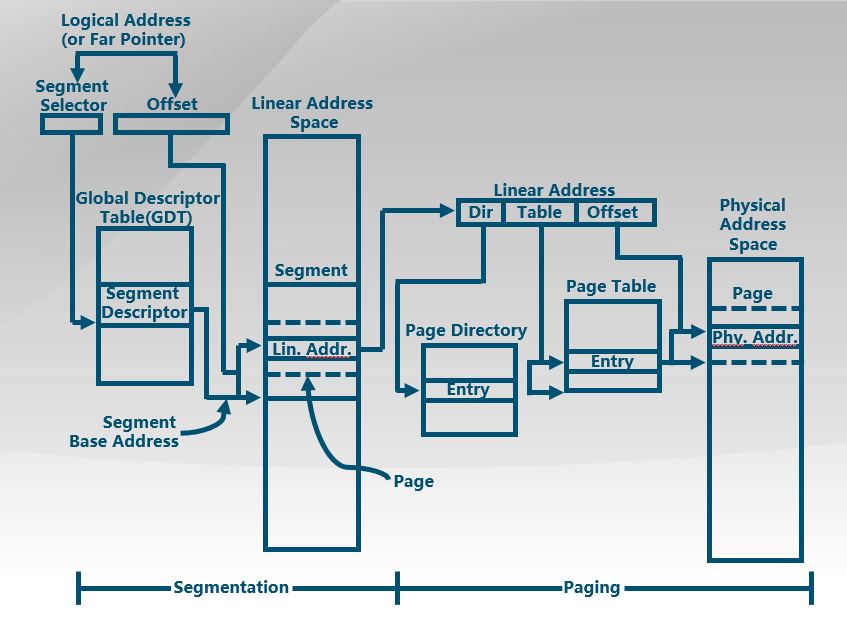 Logical Address
(or Far Pointer)
Segment
Selector
Offset
Linear Address
Space
Global Descriptor
Table(GDT)
Segment
Descriptor
Segment
Lin. Addr.
Segment
Base Address
Page
Linear Address
Dir
Table
Offset
Page Directory
Entry
Page Table
Entry
Physical
Address
Space
Page
Phy. Addr.
Segmentation
Paging